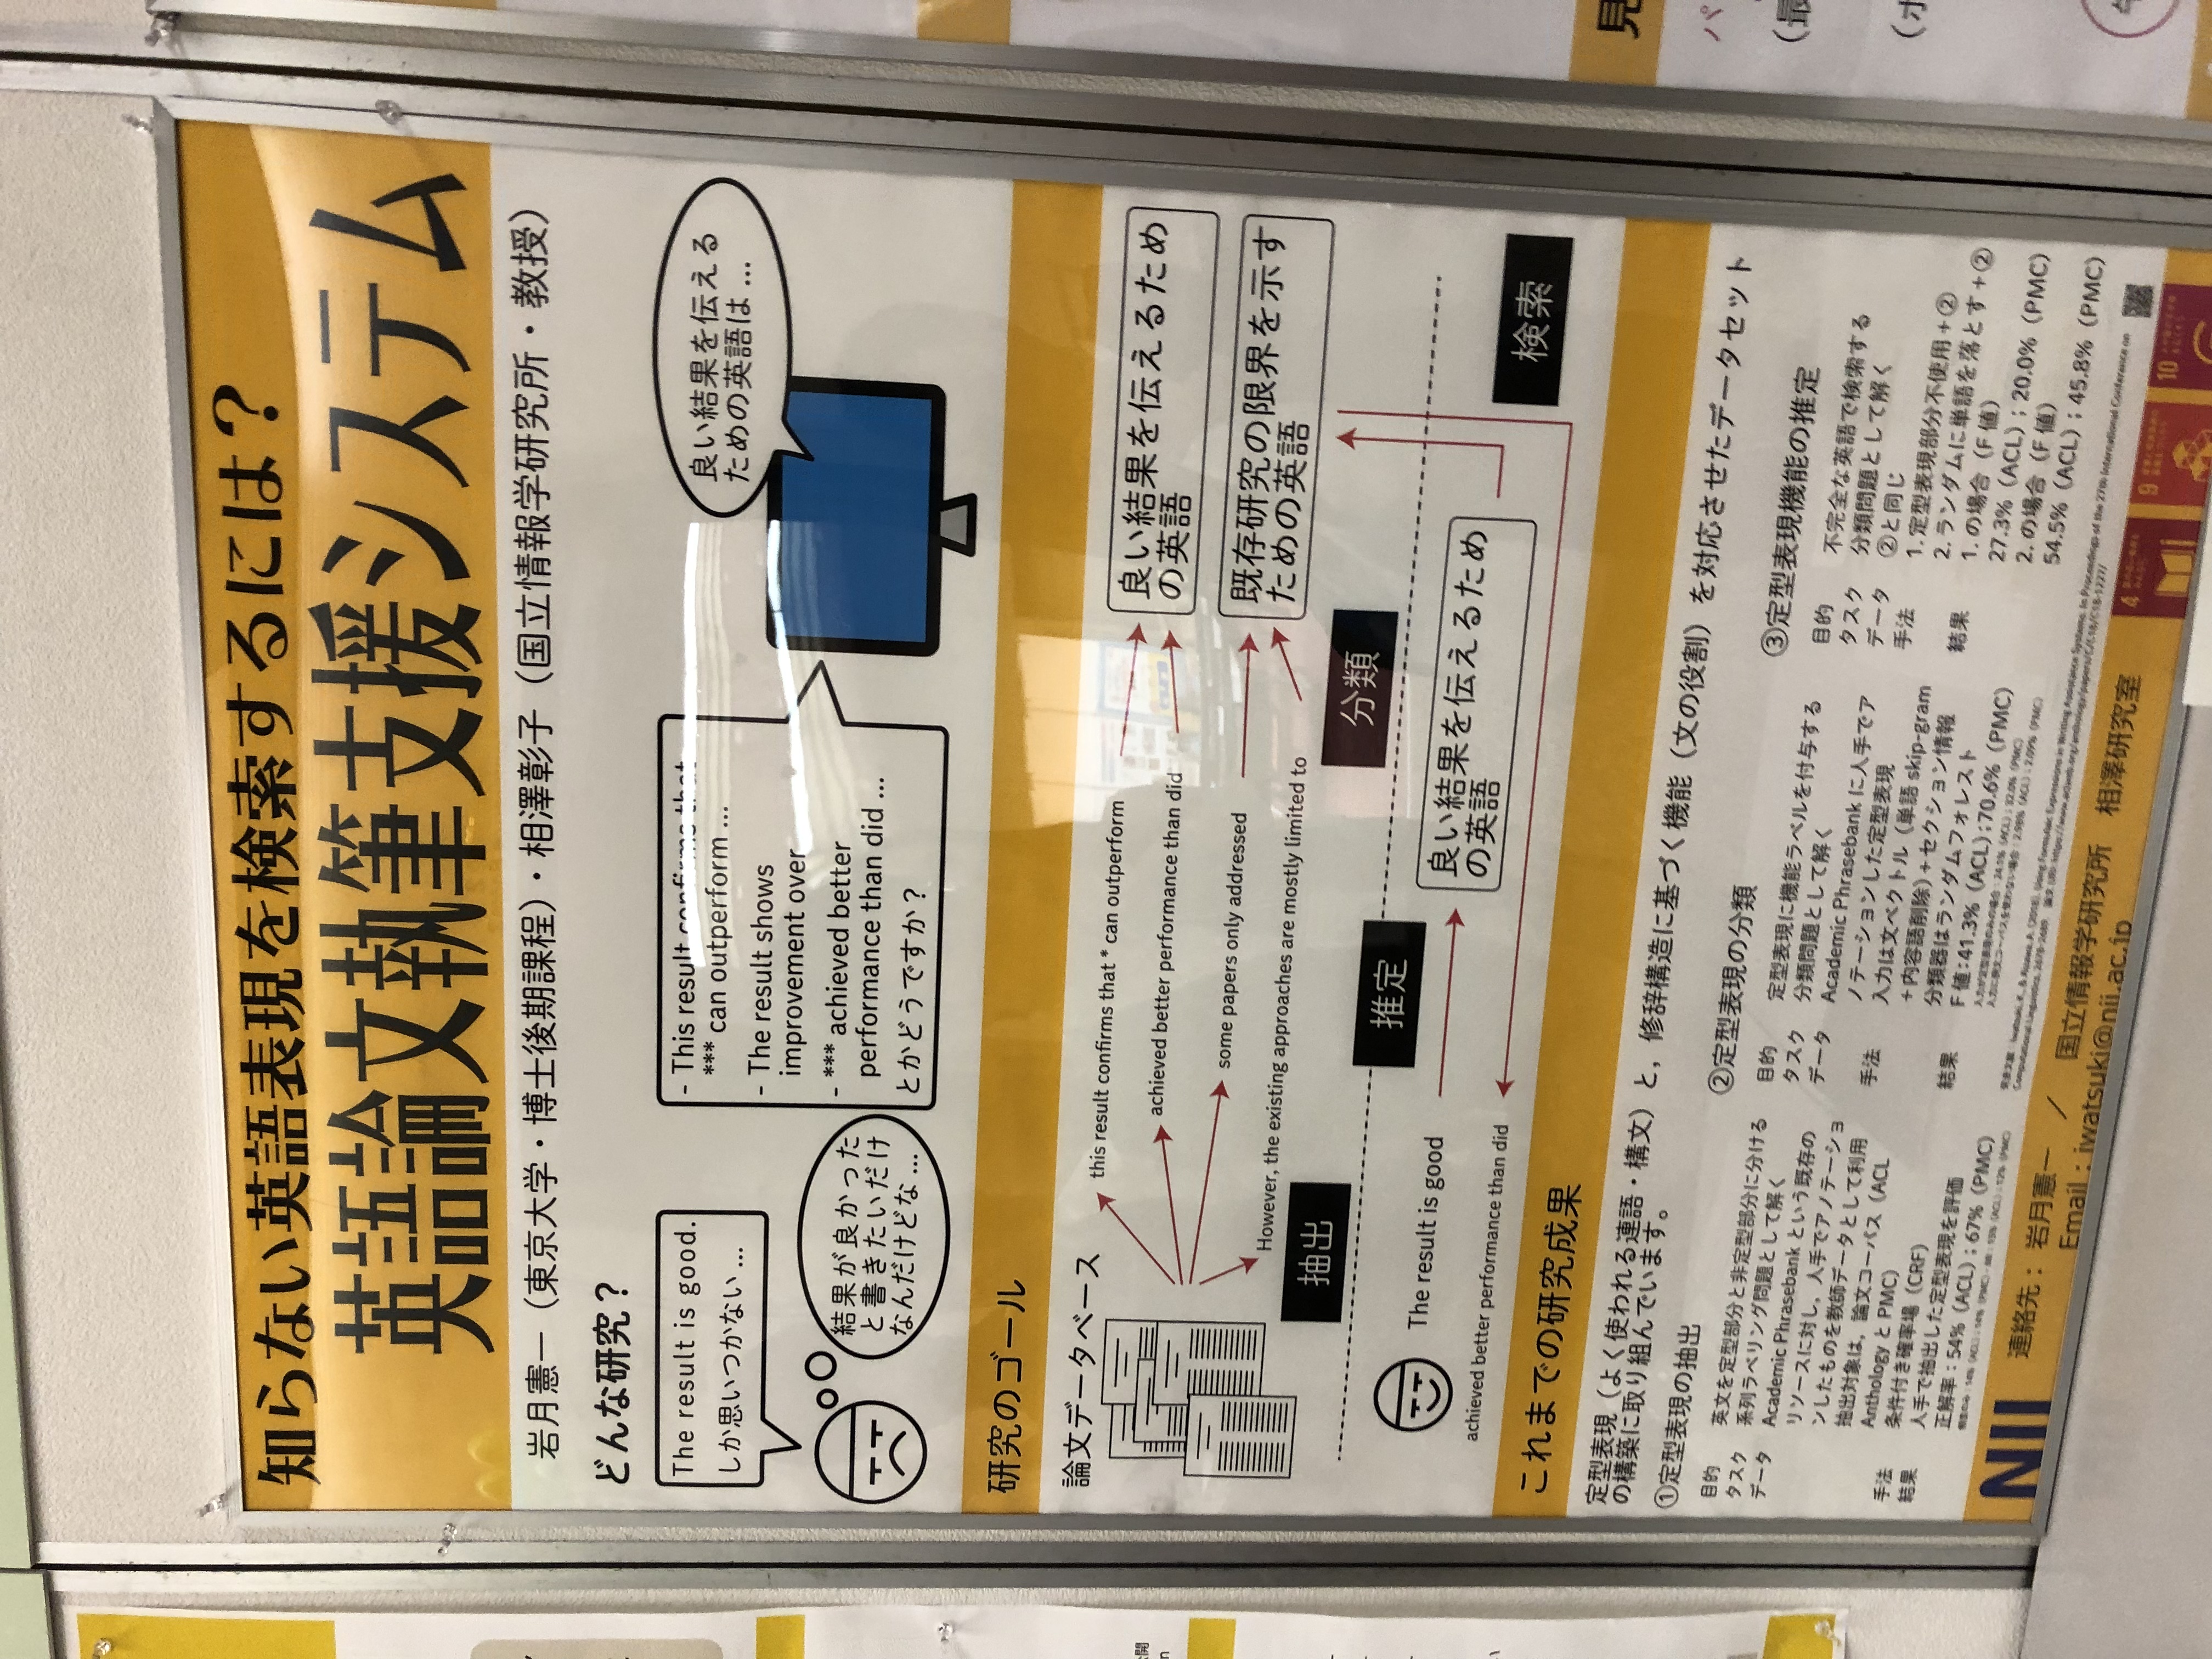 知らない英語表現を検索するには？
英語論文執筆支援システム
岩月憲一（東京大学・博士後期課程）・相澤彰子（国立情報学研究所・教授）
どんな研究？
The result is good.
しか思いつかない ...
結果が良かった
と書きたいだけ
なんだけどな ...
- This result confirms that
*** can outperform ...
- The result shows
improvement over
- *** achieved better
performance than did ...
とかどうですか？
良い結果を伝える
ための英語は ...
研究のゴール
論文データベース
this result confirms that * can outperform
achieved better performance than did
some papers only addressed
However, the existing approaches are mostly limited to
良い結果を伝えるため
の英語
既存研究の限界を示す
ための英語
抽出
分類
推定
The result is good
良い結果を伝えるため
の英語
achieved better performance than did
検索
これまでの研究成果
定型表現（よく使われる連語・構文）と，修辞構造に基づく機能（文の役割）を対応させたデータセット
の構築に取り組んでいます。
①定型表現の抽出
目的 英文を定型部分と非定型部分に分ける
タスク 系列ラベリング問題として解く
データ Academic Phrasebank という既存の
リソースに対し，人手でアノテーショ
ンしたものを教師データとして利用
抽出対象は，論文コーパス（ACL
Anthology と PMC）
手法 条件付き確率場（CRF）
結果 人手で抽出した定型表現を評価
正解率：54%（ACL）；67%（PMC）
②定型表現の分類
目的 定型表現に機能ラベルを付与する
タスク 分類問題として解く
データ Academic Phrasebank に人手でア
ノテーションした定型表現
手法 入力は文ベクトル（単語 skip-gram
＋内容語削除）＋セクション情報
分類器はランダムフォレスト
結果 F 値：41.3%（ACL）；70.6%（PMC）
③定型表現機能の推定
目的 不完全な英語で検索する
タスク 分類問題として解く
データ ②と同じ
手法 1. 定型表現部分不使用＋②
2. ランダムに単語を落とす＋②
結果 1. の場合（F 値）
27.3%（ACL）；20.0%（PMC）
2. の場合（F 値）
54.5%（ACL）；45.8%（PMC）
NII
連絡先： 岩月憲一 ／ 国立情報学研究所 相澤研究室
Email：iwatsuki@nii.ac.jp
4
9
10